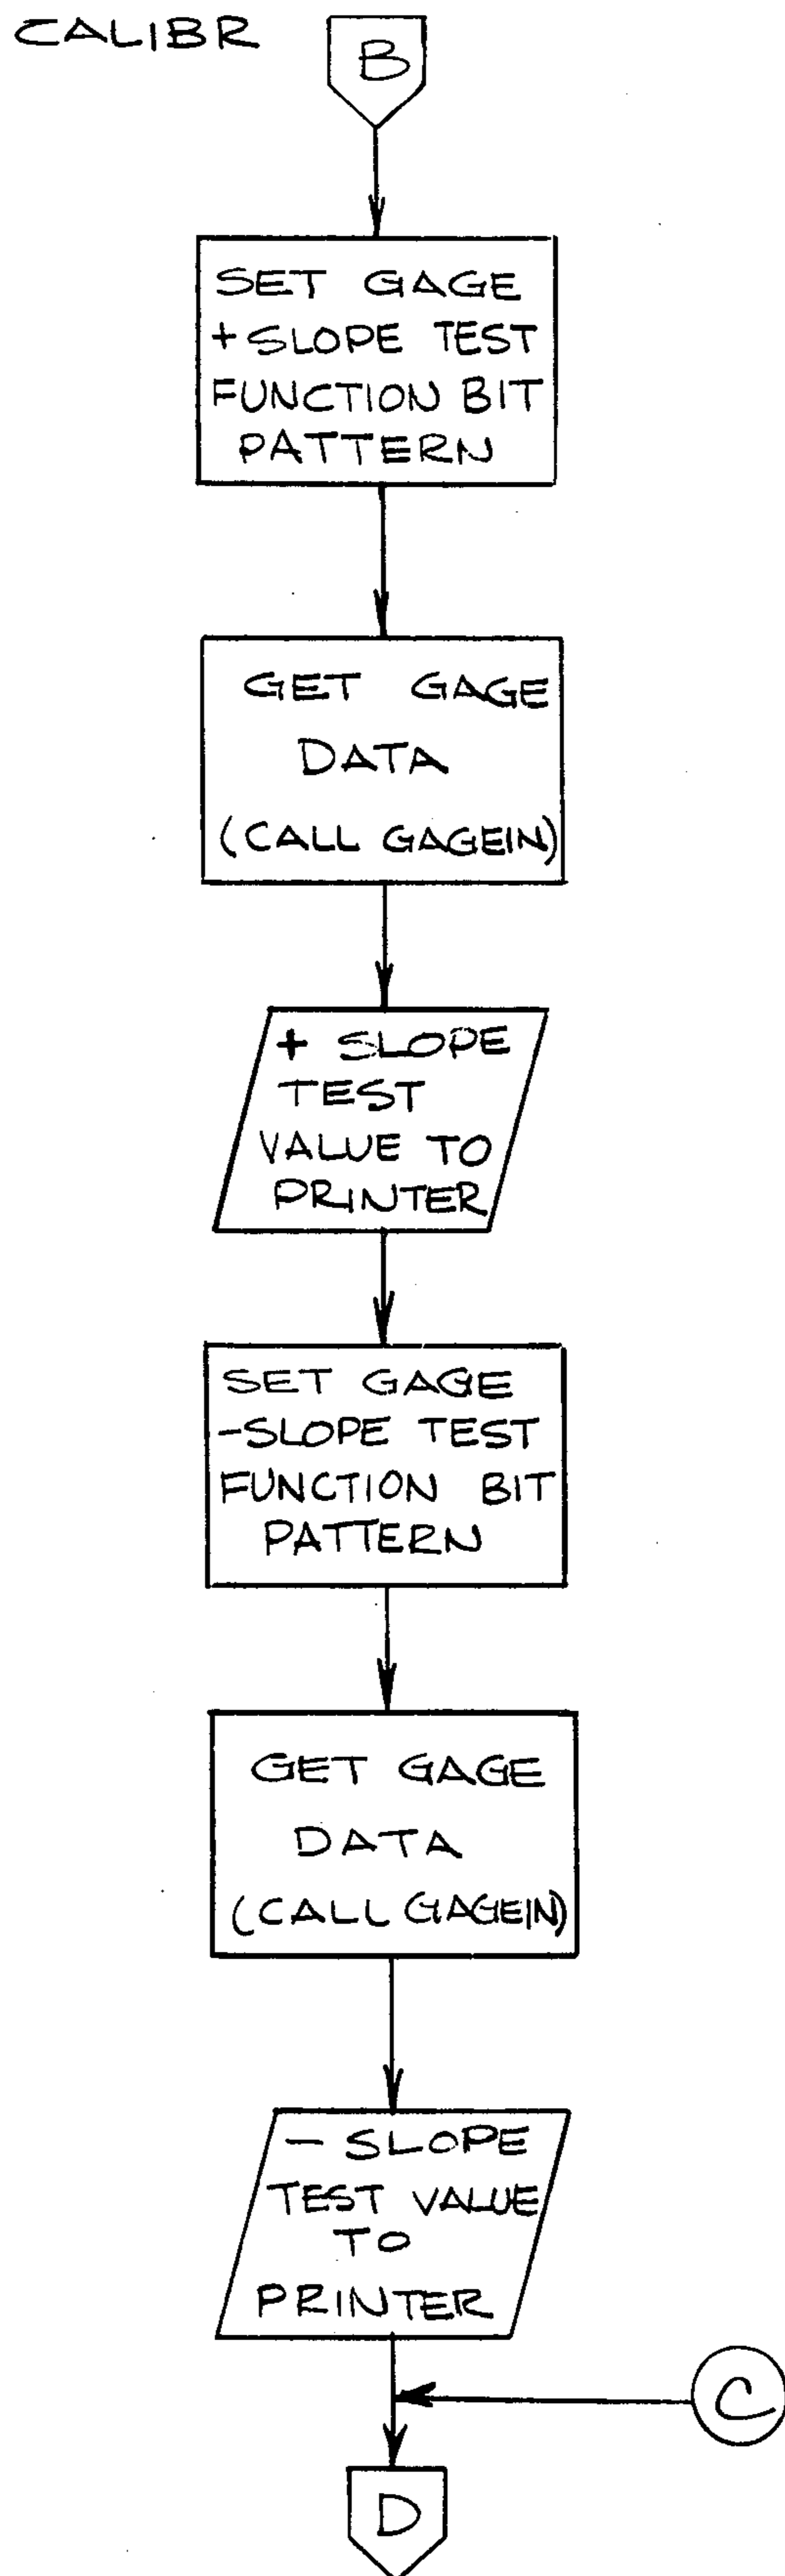 CALIBR
B
SET GAGE
+SLOPE TEST
FUNCTION BIT
PATTERN
GET GAGE
DATA
(CALL GAGEIN)
+ SLOPE
TEST
VALUE TO
PRINTER
SET GAGE
-SLOPE TEST
FUNCTION BIT
PATTERN
GET GAGE
DATA
(CALL GAGEIN)
- SLOPE
TEST VALUE
TO
PRINTER
C
D